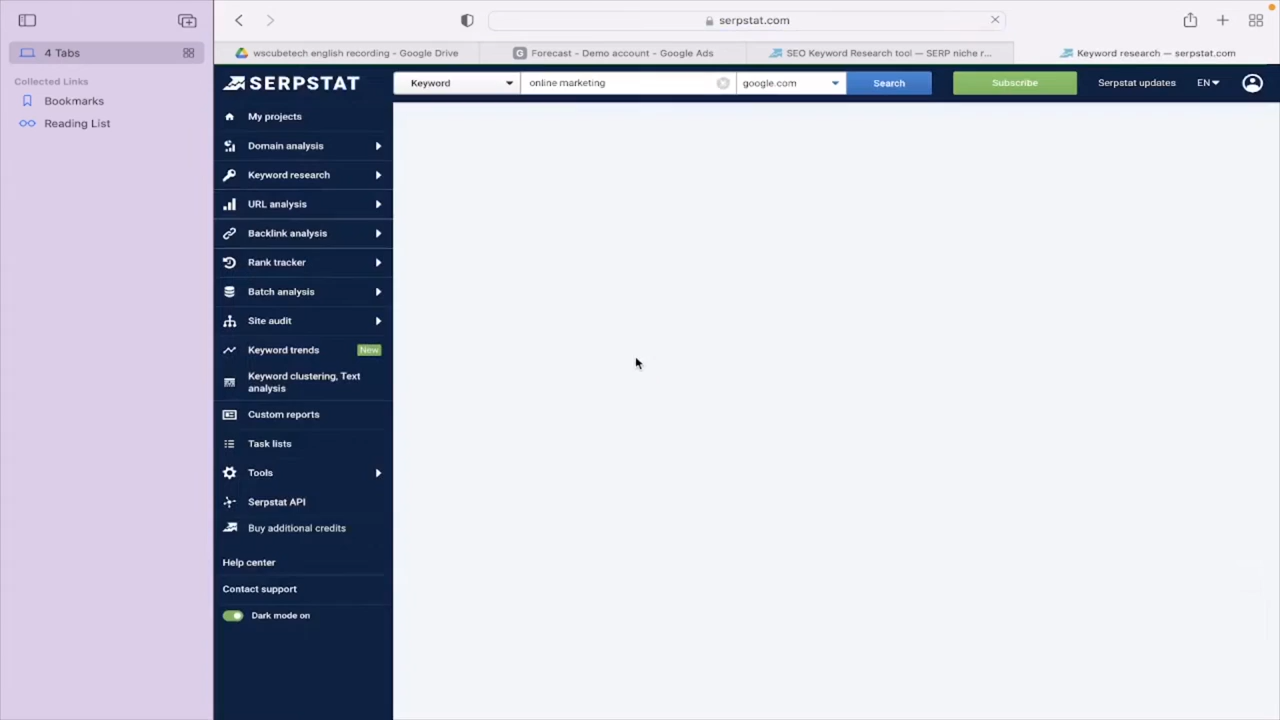 4 Tabs
Collected Links
Bookmarks
Reading List
serpstat.com
wscubetech english recording - Google Drive
Forecast - Demo account - Google Ads
SEO Keyword Research tool — SERP niche r...
Keyword research — serpstat.com
SERPSTAT
Keyword
online marketing
google.com
Search
Subscribe
Serpstat updates
EN
My projects
Domain analysis
Keyword research
URL analysis
Backlink analysis
Rank tracker
Batch analysis
Site audit
Keyword trends
New
Keyword clustering, Text
analysis
Custom reports
Task lists
Tools
Serpstat API
Buy additional credits
Help center
Contact support
Dark mode on